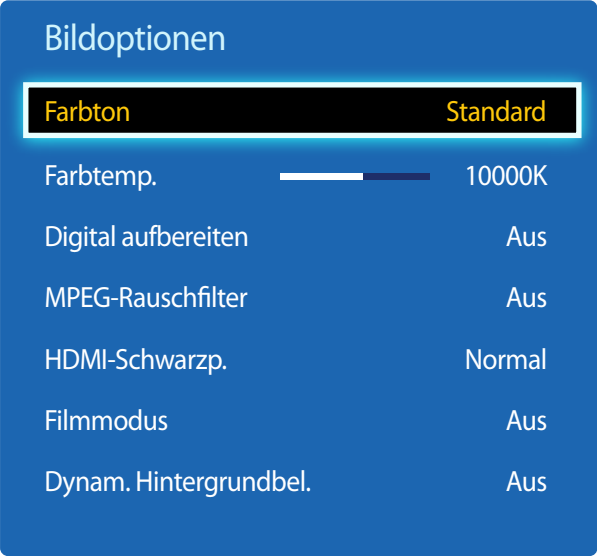 Bildoptionen
Farbton Standard
Farbtemp. 10000K
Digital aufbereiten Aus
MPEG-Rauschfilter Aus
HDMI-Schwarzp. Normal
Filmmodus Aus
Dynam. Hintergrundbel. Aus